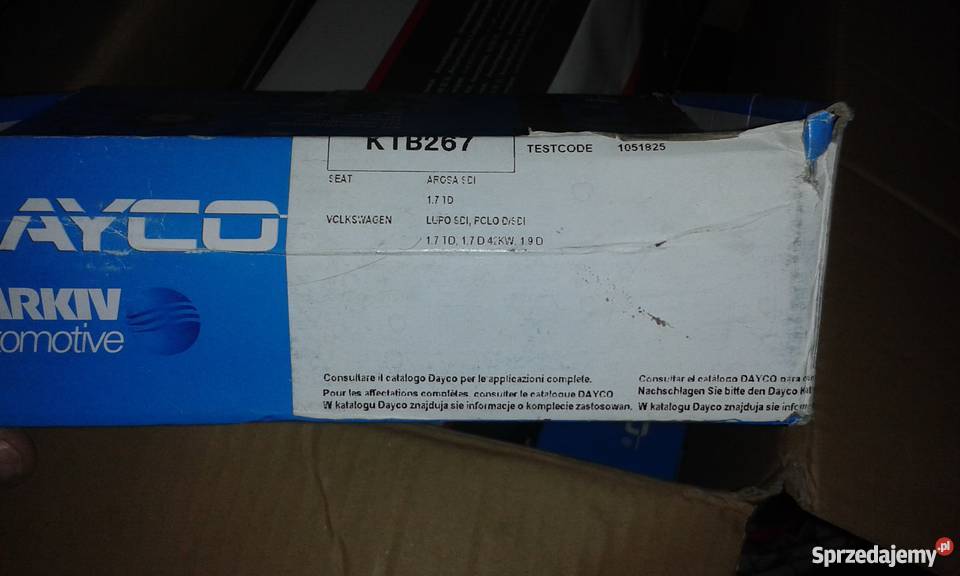 KTB267
TESTCODE 1051825
SEAT AROSA SDI
1.7 TD
VOLKSWAGEN LUPO SDI, POLO D/SDI
1.7 TD, 1.7 D 42KW, 1.9 D
AYCO
ARKIV
omotive
Consultare il catalogo Dayco per le applicazioni complete.
Pour les affectations complètes, consulter le catalogue DAYCO
W katalogu Dayco znajduja sie informacje o komplecie zastosowan.
Consultar el catálogo DAYCO para
Nachschlagen Sie bitte den Dayco
W katalogu Dayco znajduja sie
Sprzedajemy.pl